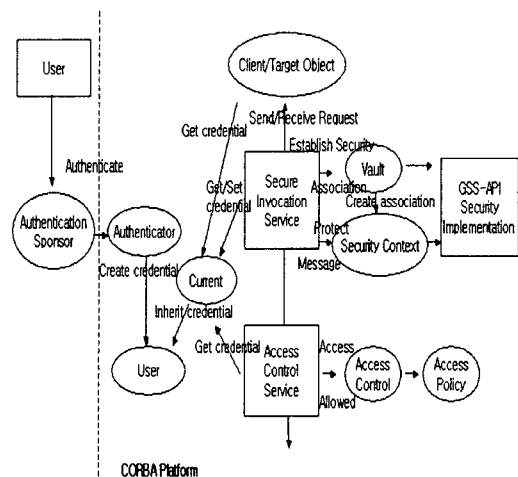 User
Client/Target Object
Get credential
Send/Receive Request
Establish Security
Authenticate
Get/Set
credential
Secure
Invocation
Service
Association
Vault
Create association
GSS-API
Security
Implementation
Authentication
Sponsor
Authenticator
Protect
Message
Security Context
Create credential
Current
Inherit credential
Get credential
User
Access
Control
Service
Access
Allowed
Access
Control
Access
Policy
CORBA Platform